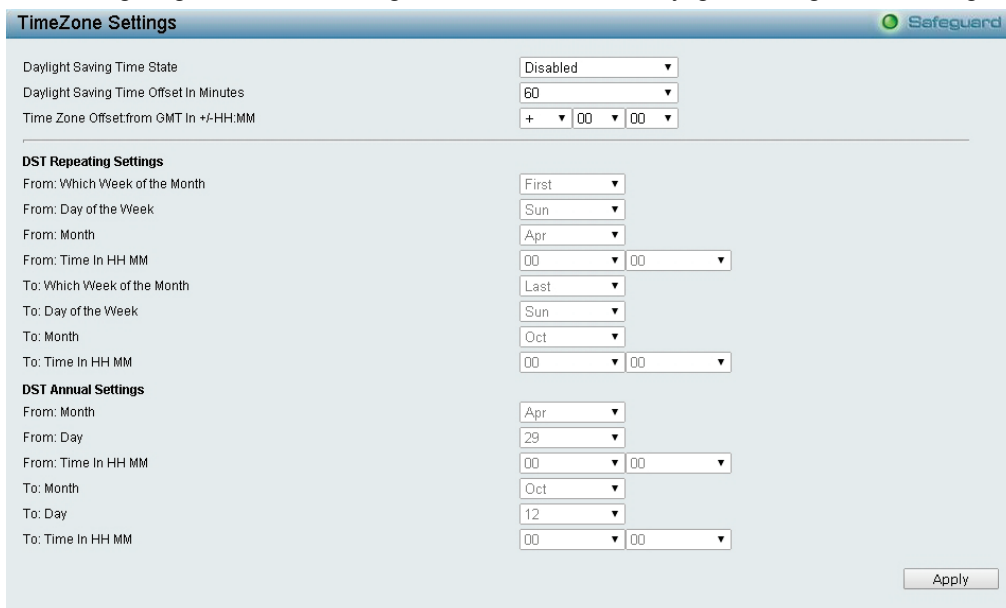 TimeZone Settings Safeguard
Daylight Saving Time State Disabled
Daylight Saving Time Offset In Minutes 60
Time Zone Offset:from GMT In +/-HH:MM + 00 00
DST Repeating Settings
From: Which Week of the Month First
From: Day of the Week Sun
From: Month Apr
From: Time In HH MM 00 00
To: Which Week of the Month Last
To: Day of the Week Sun
To: Month Oct
To: Time In HH MM 00 00
DST Annual Settings
From: Month Apr
From: Day 29
From: Time In HH MM 00 00
To: Month Oct
To: Day 12
To: Time In HH MM 00 00
Apply